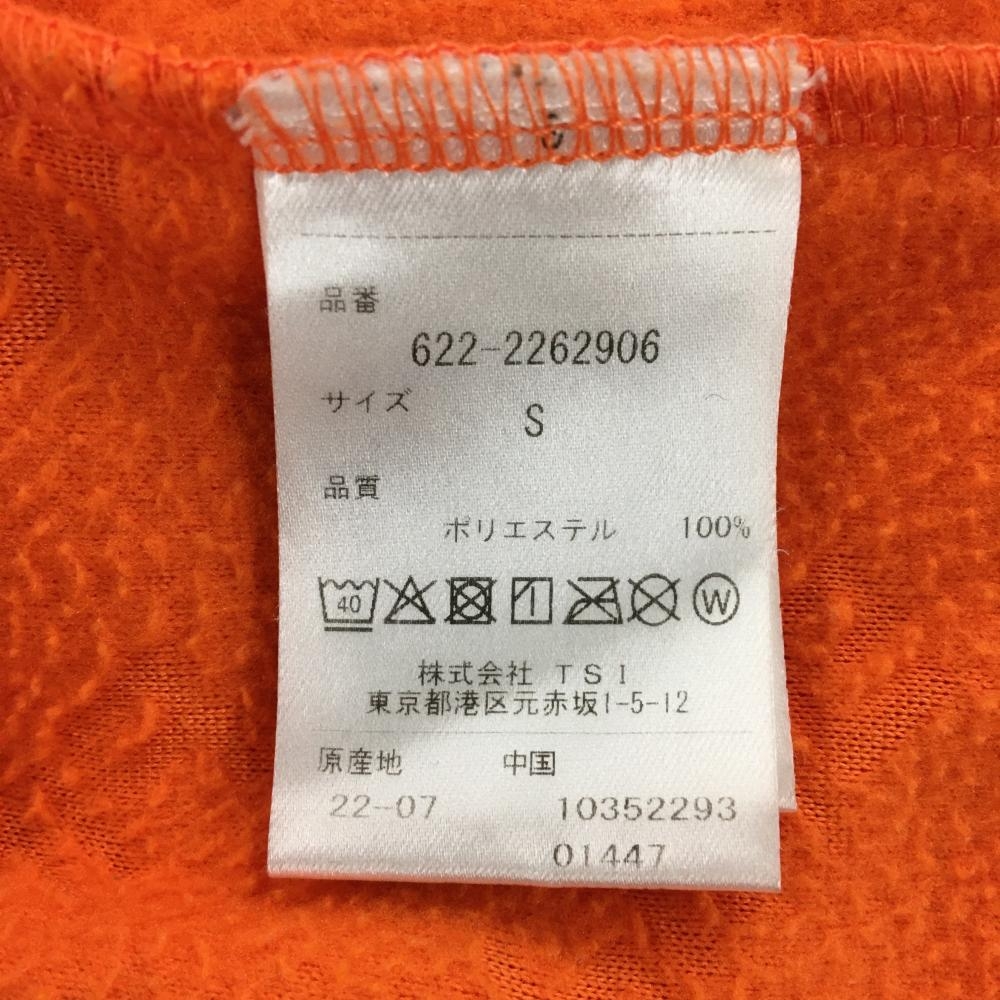 品番
622-2262906
サイズ
S
品質
ポリエステル 100%
40 W
株式会社 TSI
東京都港区元赤坂1-5-12
原産地 中国
22-07 10352293
01447